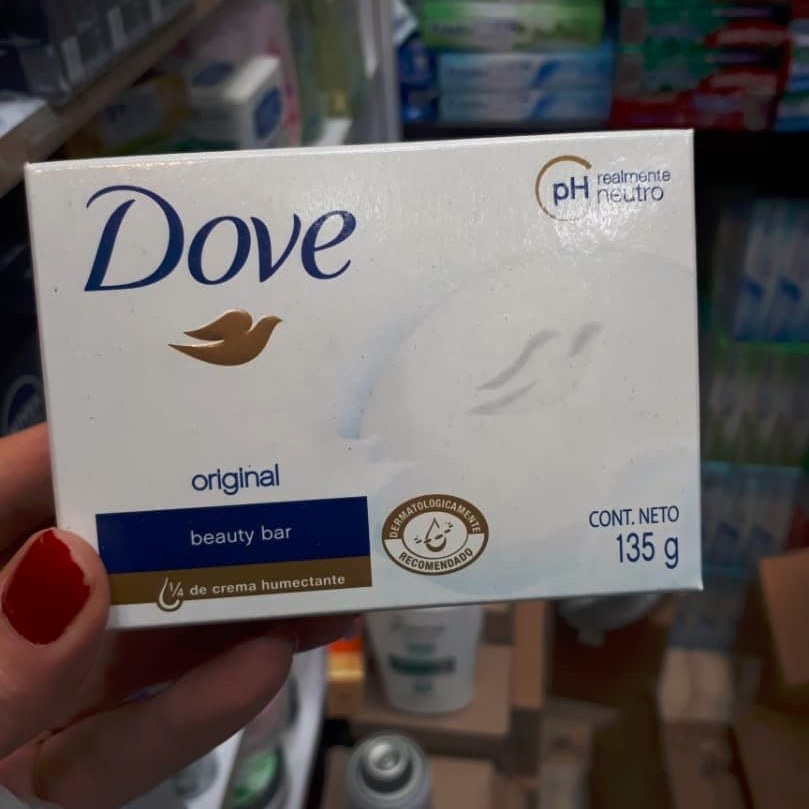 Dove
pH realmente
neutro
original
beauty bar
¼ de crema humectante
DERMATOLOGICAMENTE
RECOMENDADO
CONT. NETO
135 g